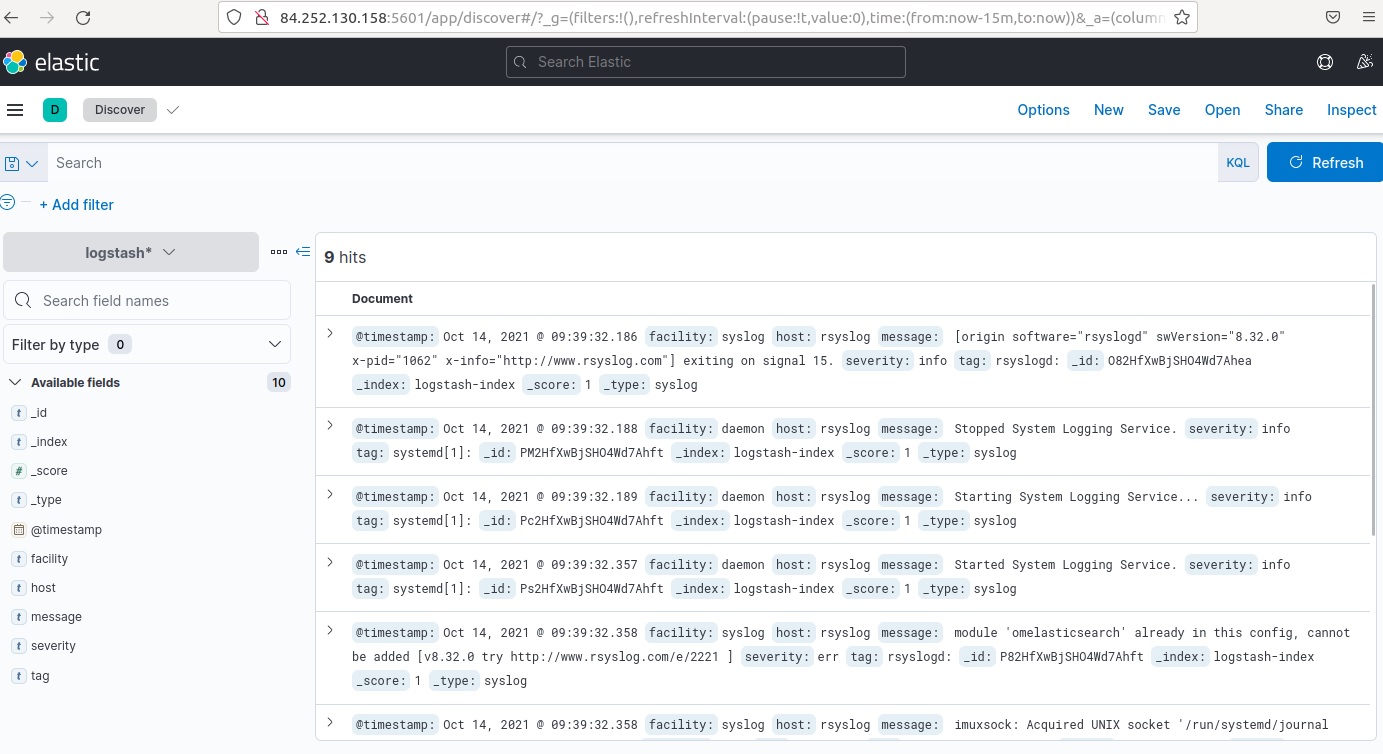 84.252.130.158:5601/app/discover#/?_g=(filters:!(),refreshInterval:(pause:!t,value:0),time:(from:now-15m,to:now))&_a=(column
elastic
Search Elastic
D
Discover
Options New Save Open Share Inspect
Search
KQL
Refresh
+ Add filter
logstash*
Search field names
Filter by type 0
Available fields 10
t _id
t _index
# _score
t _type
@timestamp
t facility
t host
t message
t severity
t tag
9 hits
Document
@timestamp: Oct 14, 2021 @ 09:39:32.186 facility: syslog host: rsyslog message: [origin software="rsyslogd" swVersion="8.32.0"
x-pid="1062" x-info="http://www.rsyslog.com"] exiting on signal 15. severity: info tag: rsyslogd: _id: O82HfXwBjSHO4Wd7Ahea
_index: logstash-index _score: 1 _type: syslog
@timestamp: Oct 14, 2021 @ 09:39:32.188 facility: daemon host: rsyslog message: Stopped System Logging Service. severity: info
tag: systemd[1]: _id: PM2HfXwBjSHO4Wd7Ahft _index: logstash-index _score: 1 _type: syslog
@timestamp: Oct 14, 2021 @ 09:39:32.189 facility: daemon host: rsyslog message: Starting System Logging Service... severity: info
tag: systemd[1]: _id: Pc2HfXwBjSHO4Wd7Ahft _index: logstash-index _score: 1 _type: syslog
@timestamp: Oct 14, 2021 @ 09:39:32.357 facility: daemon host: rsyslog message: Started System Logging Service. severity: info
tag: systemd[1]: _id: Ps2HfXwBjSHO4Wd7Ahft _index: logstash-index _score: 1 _type: syslog
@timestamp: Oct 14, 2021 @ 09:39:32.358 facility: syslog host: rsyslog message: module 'omelasticsearch' already in this config, cannot
be added [v8.32.0 try http://www.rsyslog.com/e/2221 ] severity: err tag: rsyslogd: _id: P82HfXwBjSHO4Wd7Ahft _index: logstash-index
_score: 1 _type: syslog
@timestamp: Oct 14, 2021 @ 09:39:32.358 facility: syslog host: rsyslog message: imuxsock: Acquired UNIX socket '/run/systemd/journal